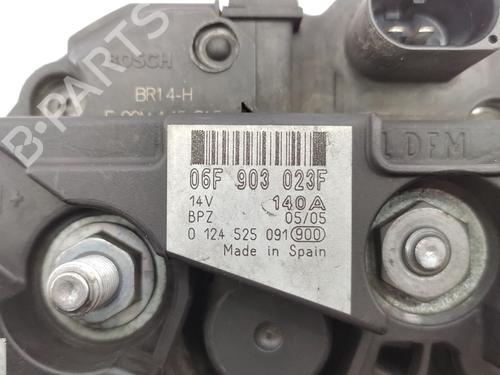 B-PARTS
BOSCH
BR14-H
L DFM
06F 903 023F
14V 140A
BPZ 05/05
0 124 525 091 900
Made in Spain